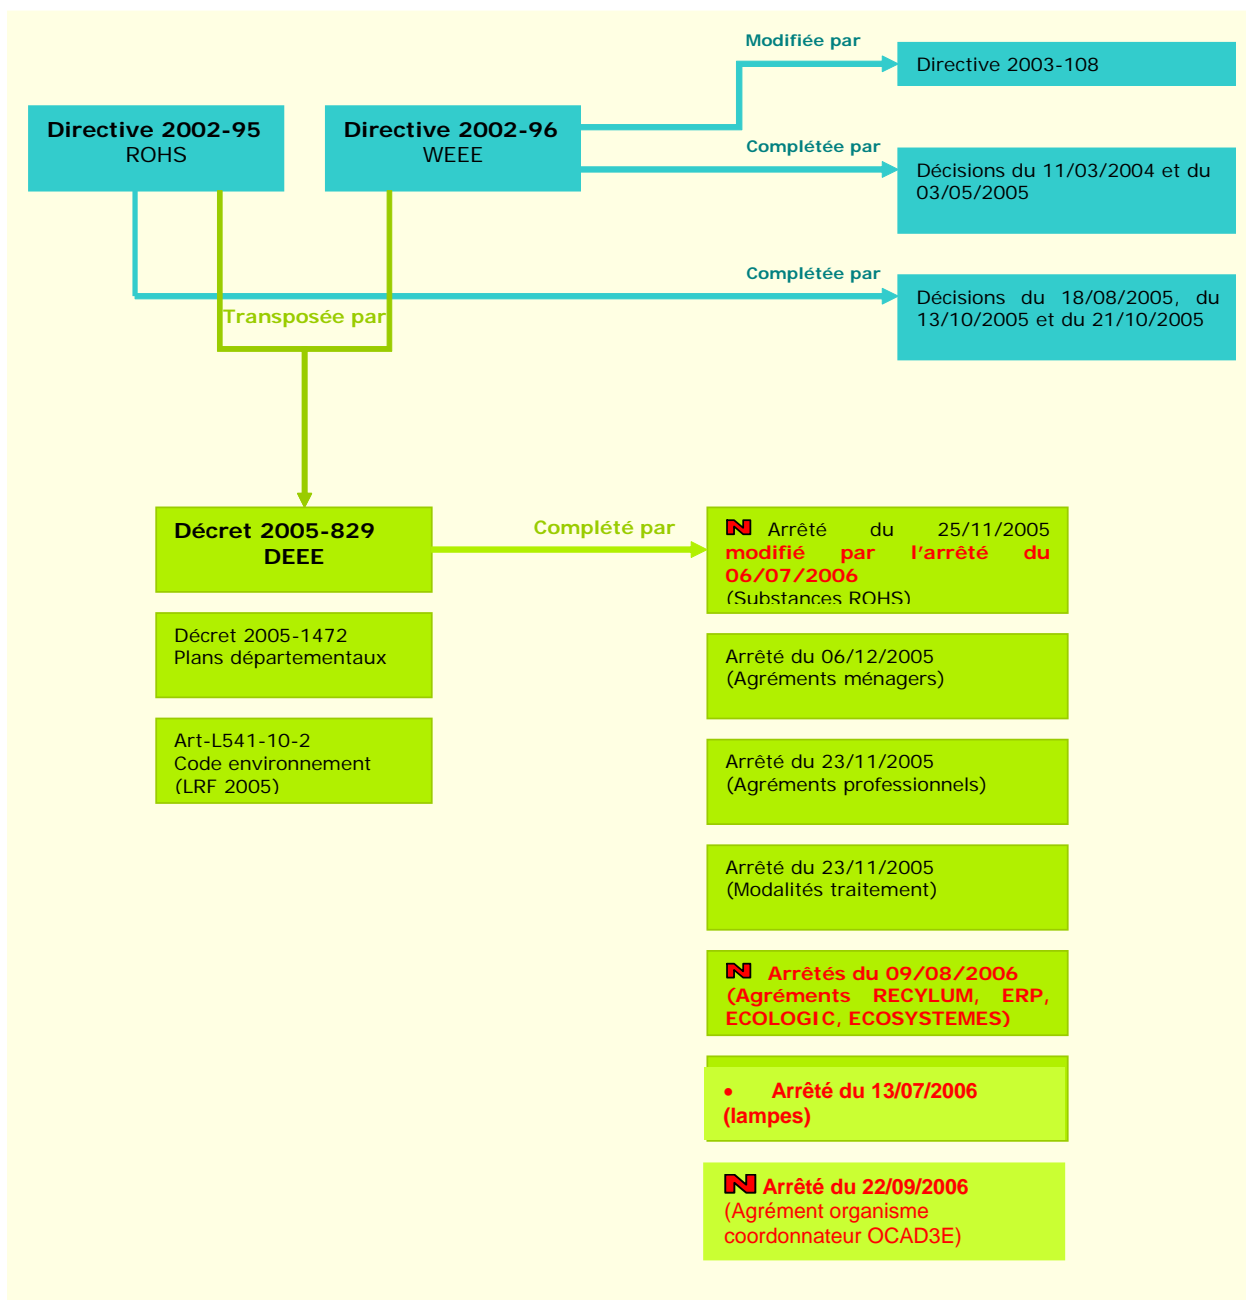 Modifiée par
Directive 2003-108
Directive 2002-95
ROHS
Directive 2002-96
WEEE
Complétée par
Décisions du 11/03/2004 et du
03/05/2005
Complétée par
Décisions du 18/08/2005, du
13/10/2005 et du 21/10/2005
Transposée par
Décret 2005-829
DEEE
Complété par
N Arrêté du 25/11/2005
modifié par l'arrêté du
06/07/2006
(Substances ROHS)
Décret 2005-1472
Plans départementaux
Arrêté du 06/12/2005
(Agréments ménagers)
Art-L541-10-2
Code environnement
(LRF 2005)
Arrêté du 23/11/2005
(Agréments professionnels)
Arrêté du 23/11/2005
(Modalités traitement)
N Arrêtés du 09/08/2006
(Agréments RECYLUM, ERP,
ECOLOGIC, ECOSYSTEMES)
• Arrêté du 13/07/2006
(lampes)
N Arrêté du 22/09/2006
(Agrément organisme
coordonnateur OCAD3E)